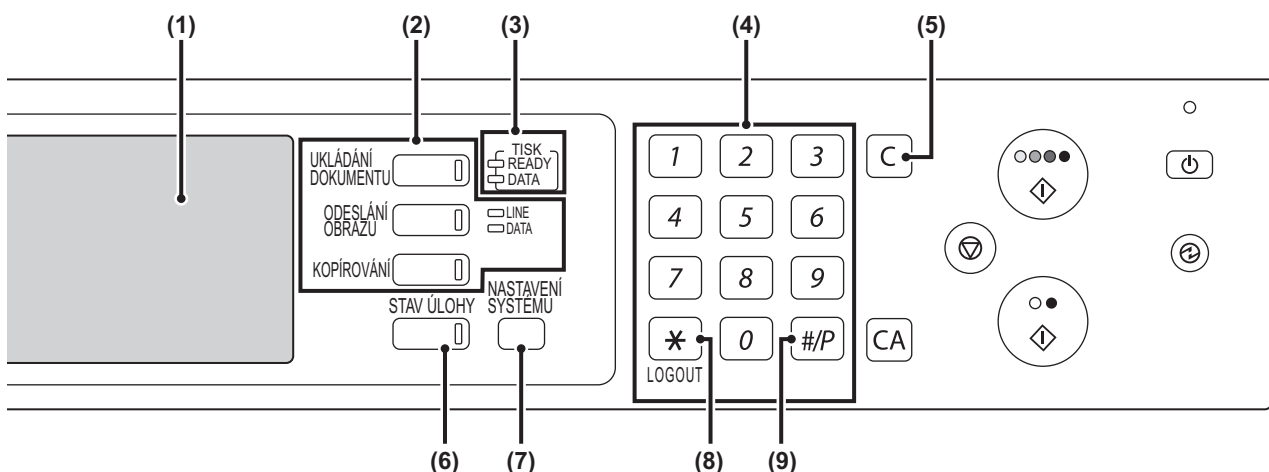 (1)
(2)
(3)
(4)
(5)
UKLÁDÁNÍ
DOKUMENTU
TISK
READY
DATA
ODESLÁNÍ
OBRAZU
LINE
DATA
KOPÍROVÁNÍ
STAV ÚLOHY
NASTAVENÍ
SYSTÉMU
1 2 3
4 5 6
7 8 9
* 0 #/P
LOGOUT
C
CA
(6)
(7)
(8)
(9)